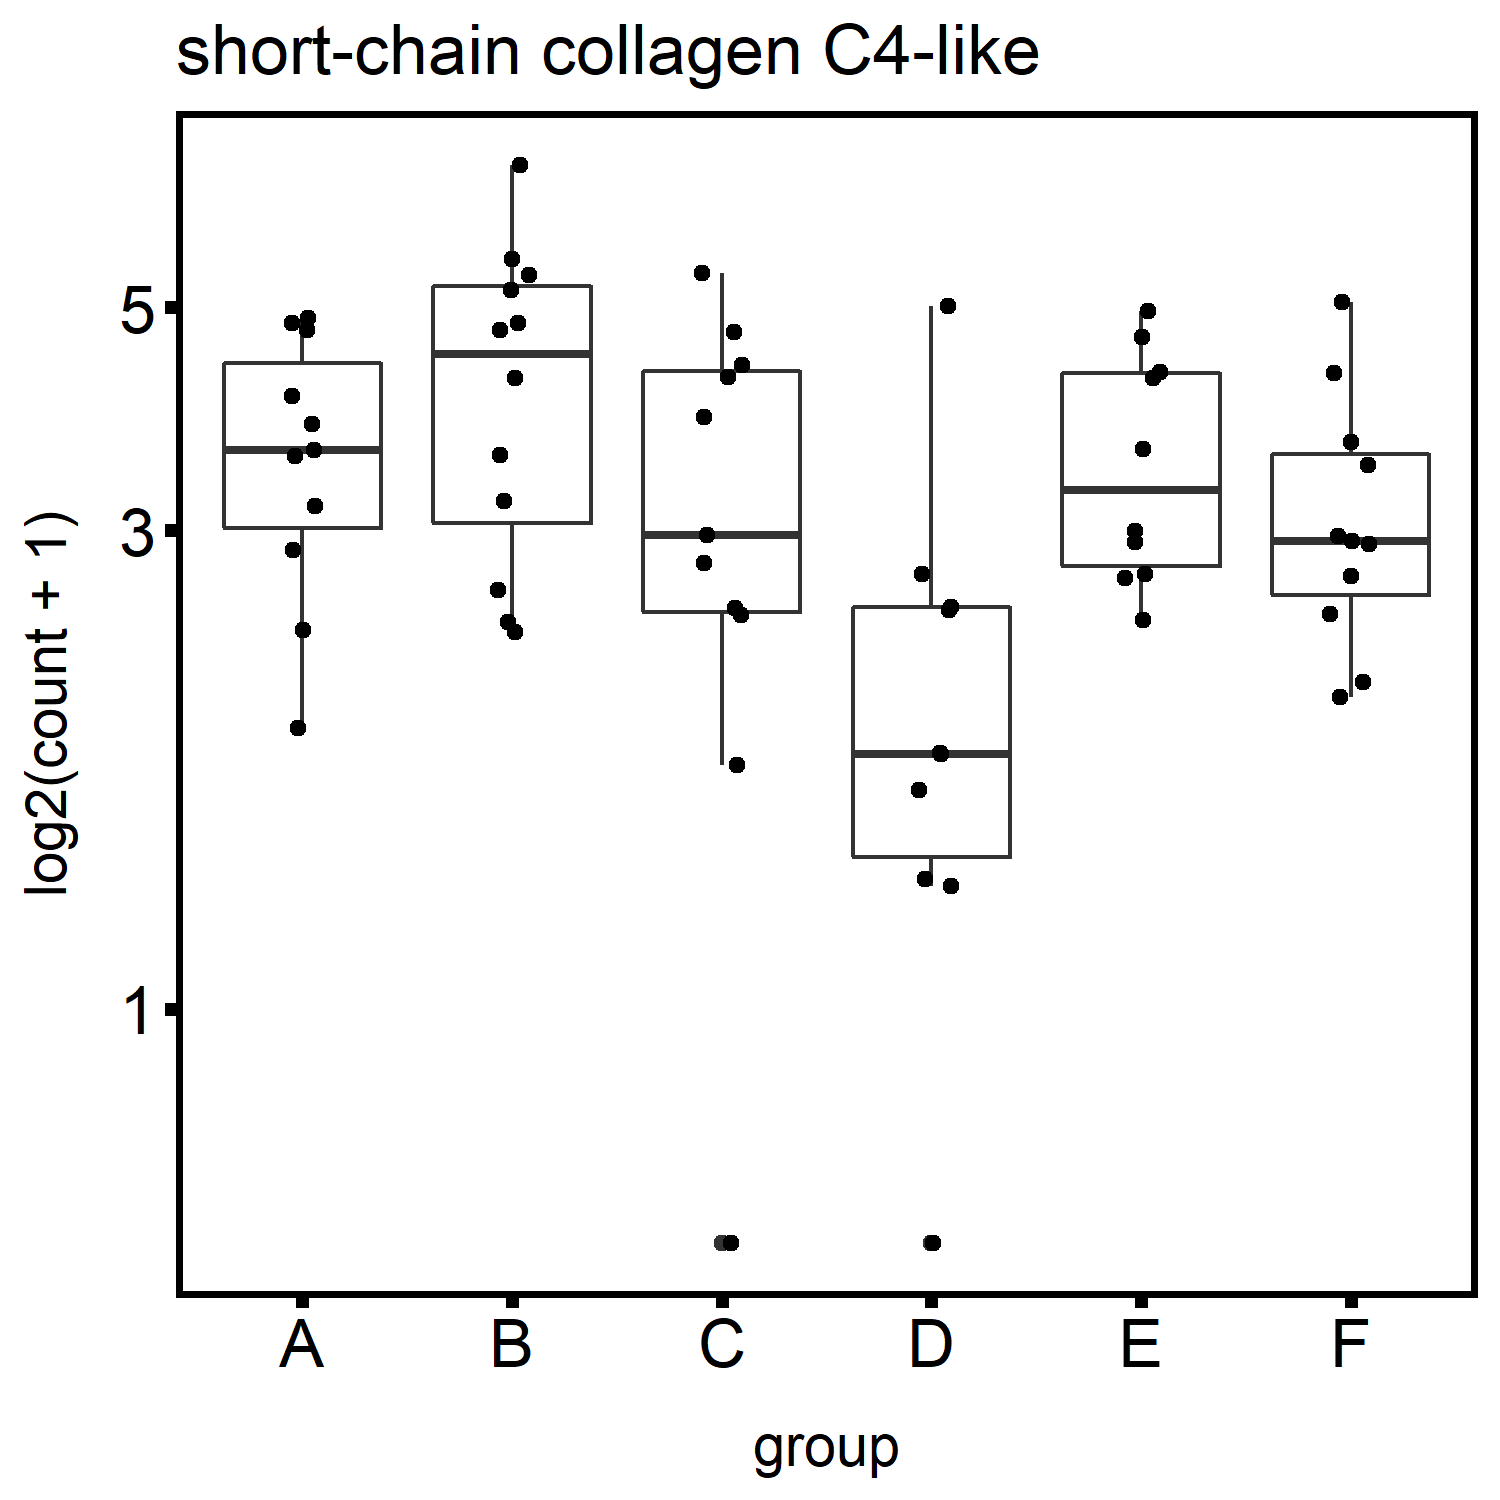 short-chain collagen C4-like
log2(count + 1)
5
3
1
A B C D E F
group